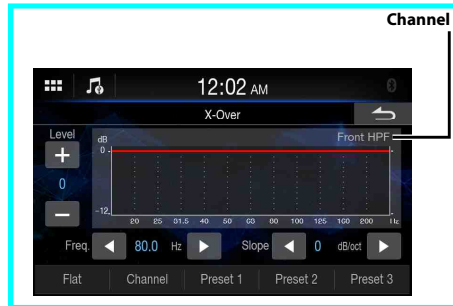 Channel
12:02 AM
X-Over
Level
dB
Front HPF
0
0
-12
20 25 31.5 40 50 63 80 100 125 160 200 Hz
Freq. 80.0 Hz Slope 0 dB/oct
Flat Channel Preset 1 Preset 2 Preset 3